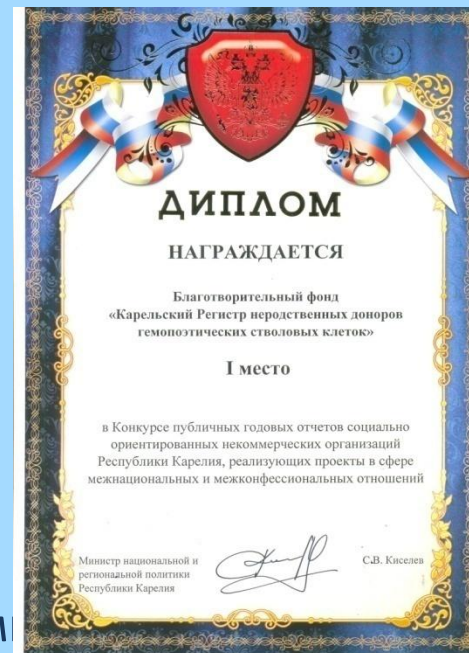 ДИПЛОМ
НАГРАЖДАЕТСЯ
Благотворительный фонд
«Карельский Регистр неродственных доноров
гемопоэтических стволовых клеток»
I место
в Конкурсе публичных годовых отчетов социально
ориентированных некоммерческих организаций
Республики Карелия, реализующих проекты в сфере
межнациональных и межконфессиональных отношений
Министр национальной и
региональной политики
Республики Карелия
С.В. Киселев